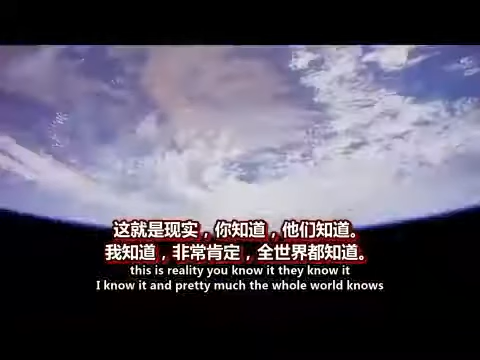 这就是现实，你知道，他们知道。
我知道，非常肯定，全世界都知道。
this is reality you know it they know it
I know it and pretty much the whole world knows